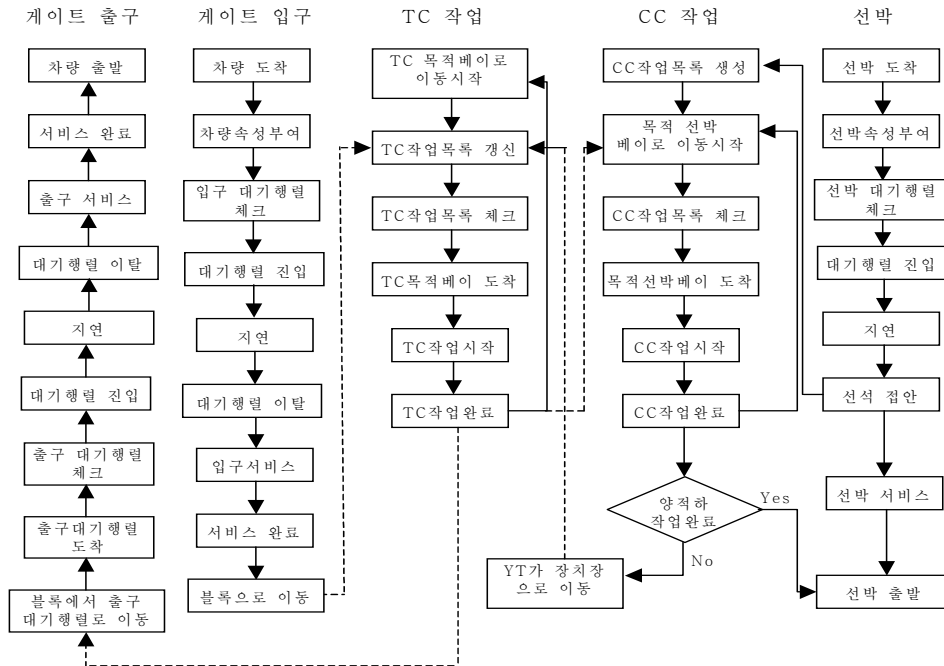 게이트 출구
차량 출발
서비스 완료
출구 서비스
대기행렬 이탈
지연
대기행렬 진입
출구 대기행렬
체크
출구대기행렬
도착
블록에서 출구
대기행렬로 이동
게이트 입구
차량 도착
차량속성부여
입구 대기행렬
체크
대기행렬 진입
지연
대기행렬 이탈
입구서비스
서비스 완료
블록으로 이동
TC 작업
TC 목적베이로
이동시작
TC작업목록 갱신
TC작업목록 체크
TC목적베이 도착
TC작업시작
TC작업완료
CC 작업
CC작업목록 생성
목적 선박
베이로 이동시작
CC작업목록 체크
목적선박베이 도착
CC작업시작
CC작업완료
양적하
작업완료
Yes
No
YT가 장치장
으로 이동
선박
선박 도착
선박속성부여
선박 대기행렬
체크
대기행렬 진입
지연
선석 접안
선박 서비스
선박 출발